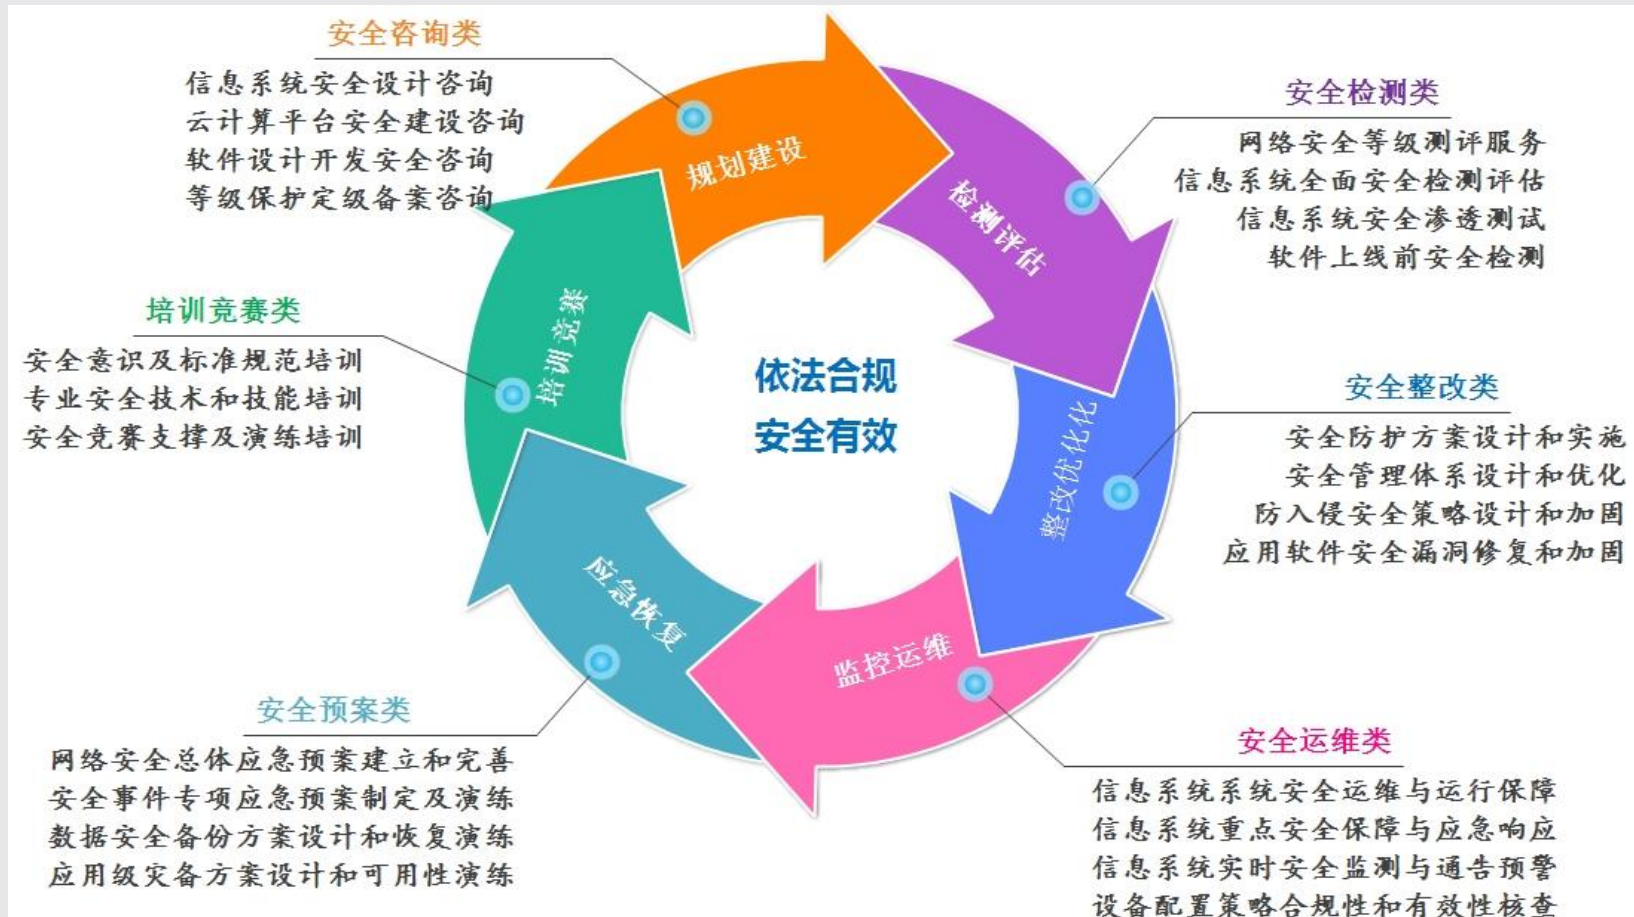 安全咨询类
信息系统安全设计咨询
云计算平台安全建设咨询
软件设计开发安全咨询
等级保护定级备案咨询
规划建设
安全检测类
网络安全等级测评服务
信息系统全面安全检测评估
信息系统安全渗透测试
软件上线前安全检测
检测评估
安全整改类
安全防护方案设计和实施
安全管理体系设计和优化
防入侵安全策略设计和加固
应用软件安全漏洞修复和加固
整改优化化
安全运维类
信息系统系统安全运维与运行保障
信息系统重点安全保障与应急响应
信息系统实时安全监测与通告预警
设备配置策略合规性和有效性核查
监控运维
安全预案类
网络安全总体应急预案建立和完善
安全事件专项应急预案制定及演练
数据安全备份方案设计和恢复演练
应用级灾备方案设计和可用性演练
应急恢复
培训竞赛类
安全意识及标准规范培训
专业安全技术和技能培训
安全竞赛支撑及演练培训
培训竞赛
依法合规
安全有效